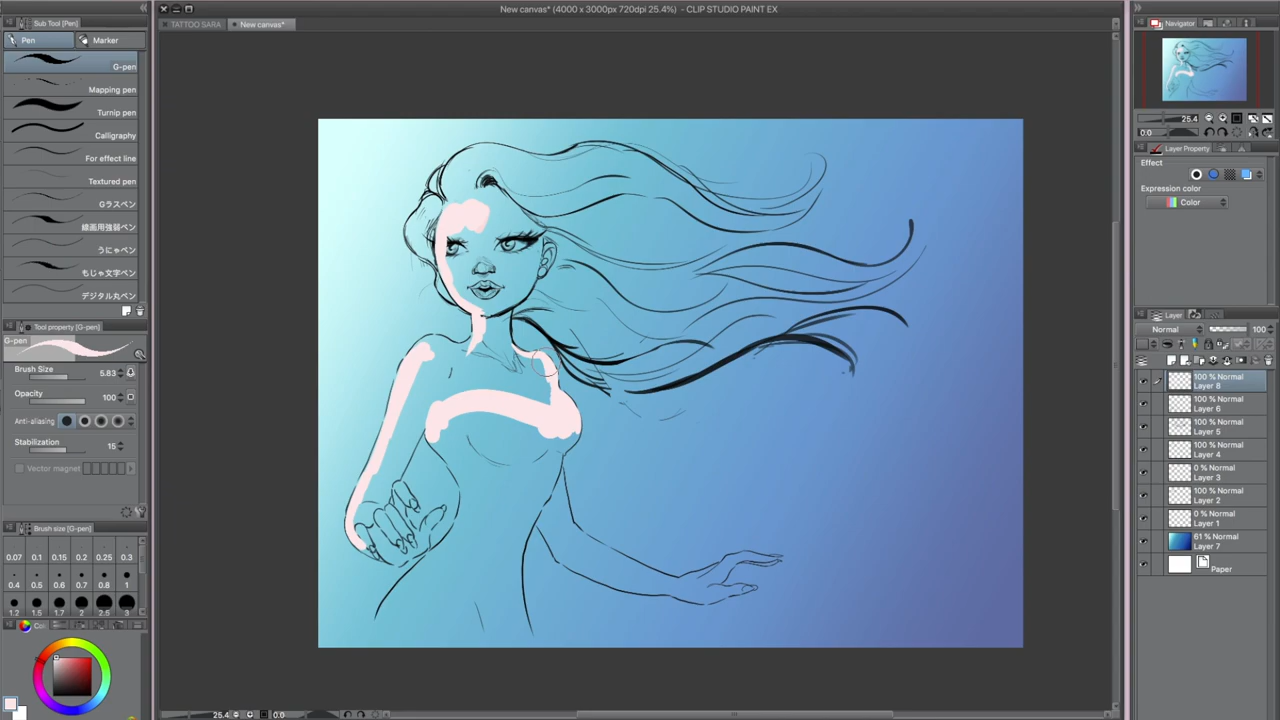 New canvas* (4000 x 3000px 720dpi 25.4%) - CLIP STUDIO PAINT EX
TATTOO SARA
New canvas*
Sub Tool [Pen]
Pen
Marker
G-pen
Mapping pen
Turnip pen
Calligraphy
For effect line
Textured pen
Gラスペン
線画用強弱ペン
うにゃペン
もじゃ文字ペン
デジタル丸ペン
Tool property [G-pen]
G-pen
Brush Size
5.83
Opacity
100
Anti-aliasing
Stabilization
15
Vector magnet
Brush size [G-pen]
0.07 0.1 0.15 0.2 0.25 0.3
0.4 0.5 0.6 0.7 0.8 1
1.2 1.5 1.7 2 2.5 3
25.4
0.0
Navigator
25.4
0.0
Layer Property
Effect
Expression color
Color
Layer
Normal
100
100 % Normal
Layer 8
100 % Normal
Layer 6
100 % Normal
Layer 5
100 % Normal
Layer 4
0 % Normal
Layer 3
100 % Normal
Layer 2
0 % Normal
Layer 1
61 % Normal
Layer 7
Paper